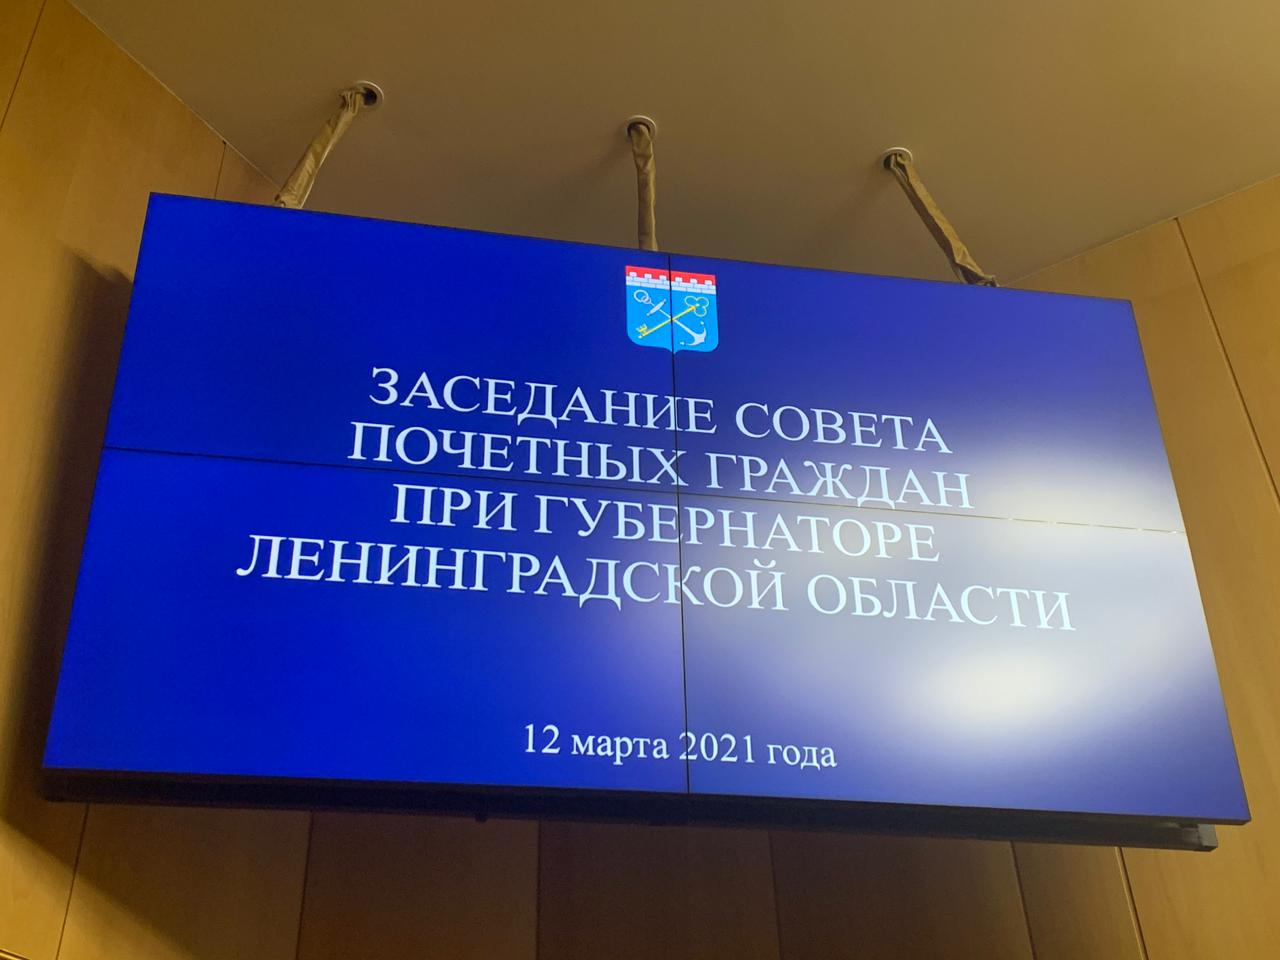 ЗАСЕДАНИЕ СОВЕТА
ПОЧЕТНЫХ ГРАЖДАН
ПРИ ГУБЕРНАТОРЕ
ЛЕНИНГРАДСКОЙ ОБЛАСТИ
12 марта 2021 года